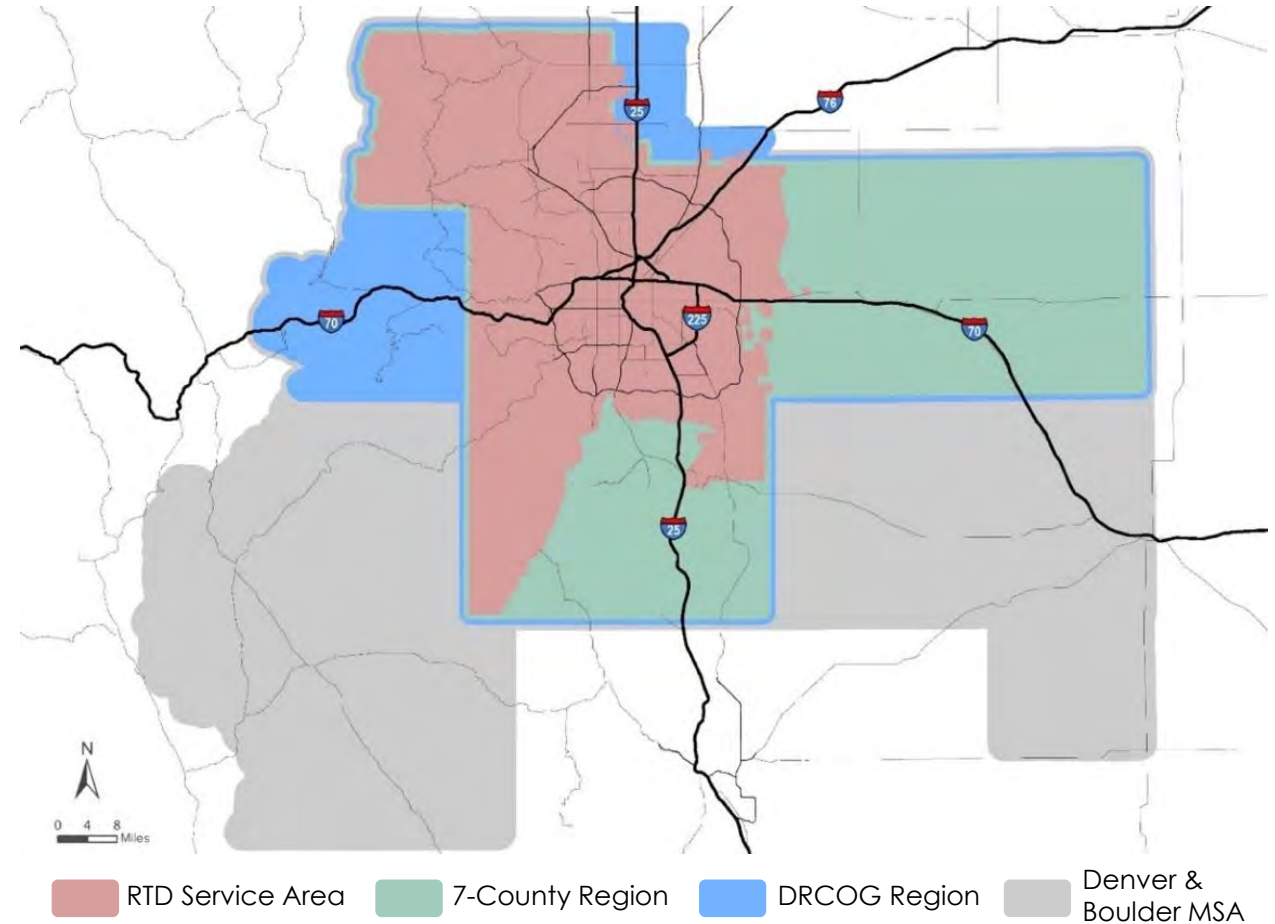 25
76
70
225
70
25
N
0 4 8
Miles
RTD Service Area
7-County Region
DRCOG Region
Denver &
Boulder MSA